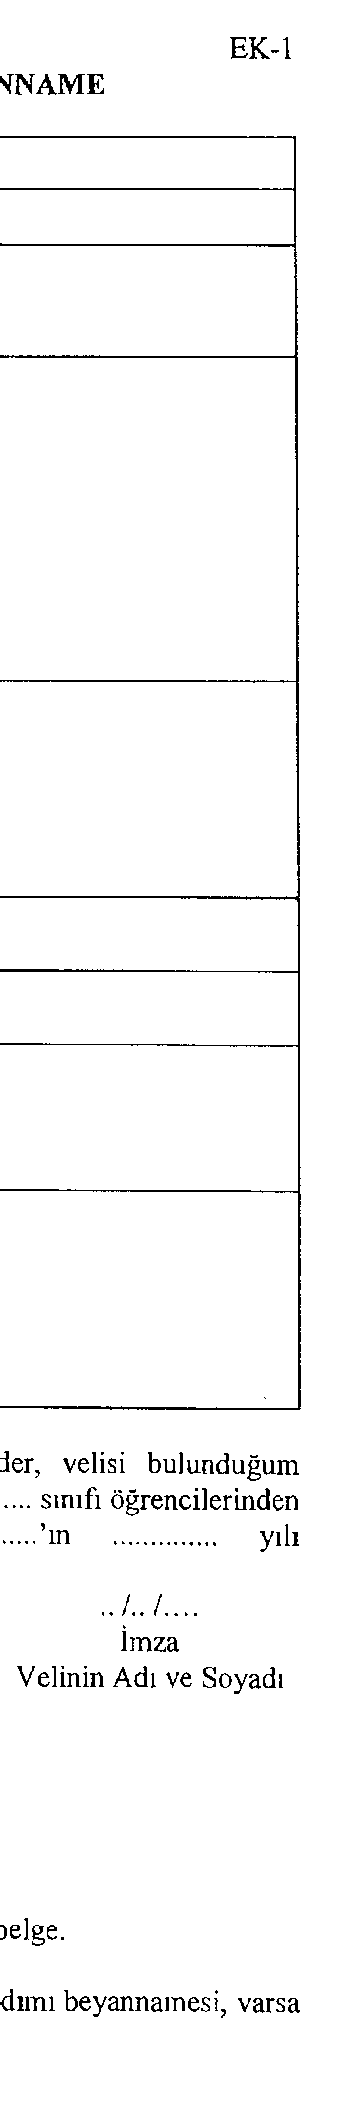 EK-1
NNAME
der, velisi bulunduğum
.... sınıfı öğrencilerinden
.....'ın .............. yılı
.. /.. /....
İmza
Velinin Adı ve Soyadı
belge.
dımı beyannamesi, varsa